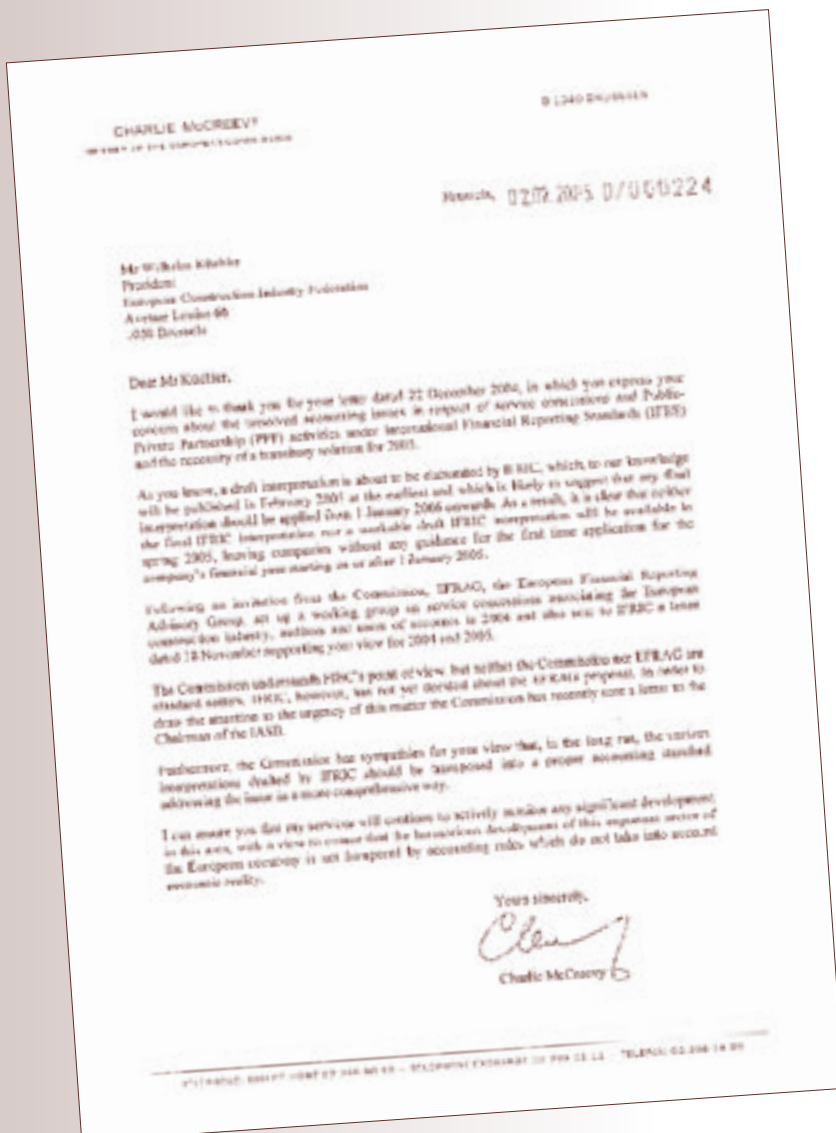 CHARLIE McCREEVY
MEMBER OF THE EUROPEAN COMMISSION
Brussels, 02.02.2005 D/000224
Mr Wilhelm Küchler
President
European Construction Industry Federation
Avenue Louise 66
1050 Brussels
Dear Mr Küchler,
I would like to thank you for your letter dated 22 December 2004, in which you express your
concern about the unsolved accounting issues in respect of service concessions and Public-
Private Partnership (PPP) activities under International Financial Reporting Standards (IFRS)
and the necessity of a transitory solution for 2005.
As you know, a draft interpretation is about to be elaborated by IFRIC, which, to our knowledge
will be published in February 2005 at the earliest and which is likely to suggest that any final
interpretation should be applied from 1 January 2006 onwards. As a result, it is clear that neither
the final IFRIC interpretation nor a workable draft IFRIC interpretation will be available in
spring 2005, leaving companies without any guidance for the first time application for the
company's financial year starting on or after 1 January 2005.
Following an invitation from the Commission, EFRAG, the European Financial Reporting
Advisory Group, set up a working group on service concessions associating the European
construction industry, auditors and users of accounts in 2004 and also sent to IFRIC a letter
dated 18 November supporting your view for 2004 and 2005.
The Commission understands FIEC's point of view, but neither the Commission nor EFRAG are
standard setters. IFRIC, however, has not yet decided about the EFRAG proposal. In order to
draw the attention to the urgency of this matter the Commission has recently sent a letter to the
Chairman of the IASB.
Furthermore, the Commission has sympathies for your view that, in the long run, the various
interpretations drafted by IFRIC should be transposed into a proper accounting standard
addressing the issue in a more comprehensive way.
I can assure you that my services will continue to actively monitor any significant development
in this area, with a view to ensure that the harmonious development of this important sector of
the European economy is not hampered by accounting rules which do not take into account
economic reality.
Yours sincerely,
Charlie McCreevy